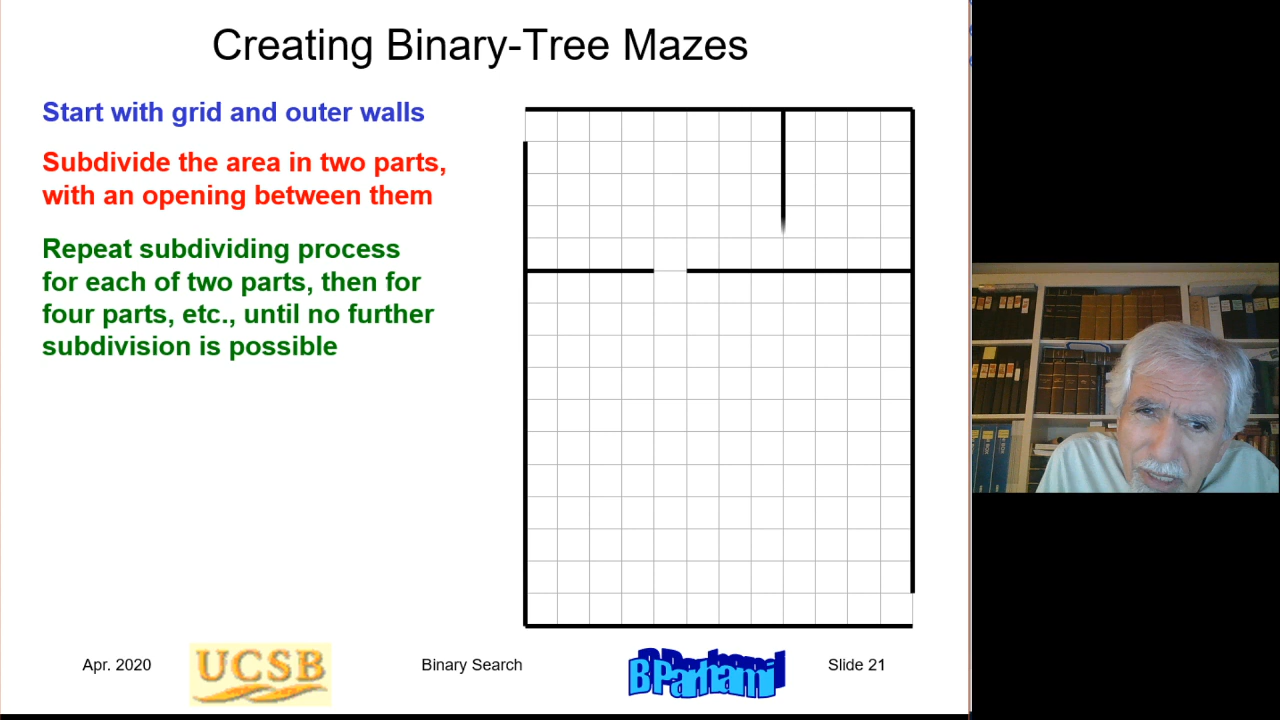 Creating Binary-Tree Mazes
Start with grid and outer walls
Subdivide the area in two parts,
with an opening between them
Repeat subdividing process
for each of two parts, then for
four parts, etc., until no further
subdivision is possible
Apr. 2020
UCSB
Binary Search
BParhami
Slide 21